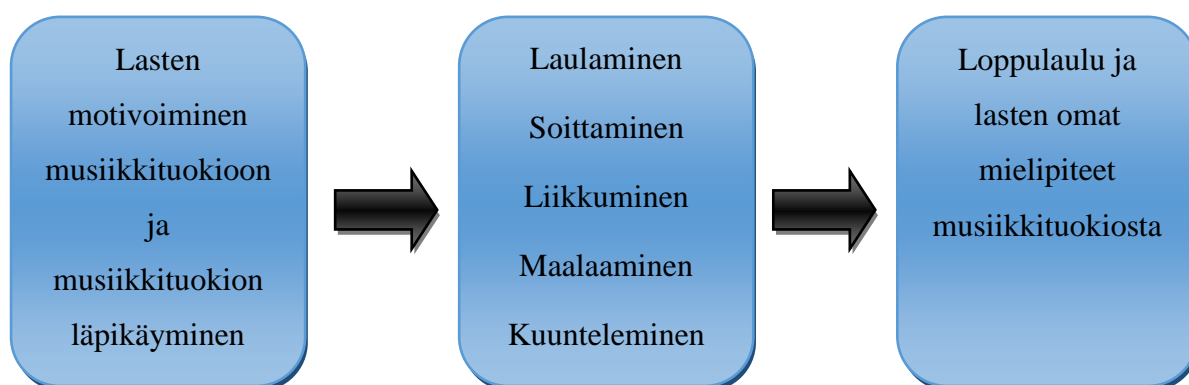 Lasten
motivoiminen
musiikkituokioon
ja
musiikkituokion
läpikäyminen
Laulaminen
Soittaminen
Liikkuminen
Maalaaminen
Kuunteleminen
Loppulaulu ja
lasten omat
mielipiteet
musiikkituokiosta